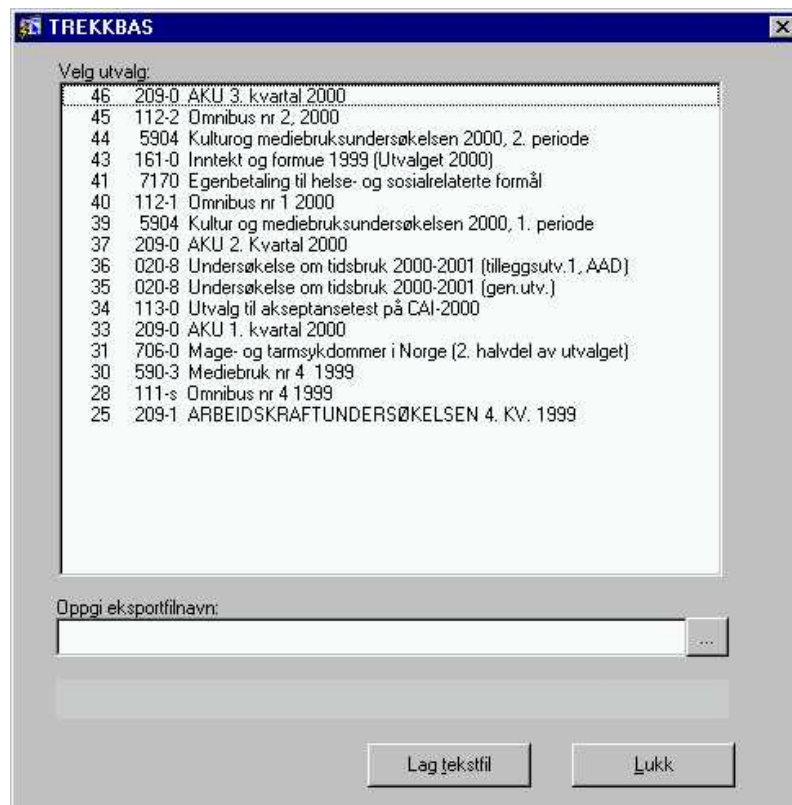 TREKKBAS
Velg utvalg:
46 209-0 AKU 3. kvartal 2000
45 112-2 Omnibus nr 2, 2000
44 5904 Kulturog mediebruksundersøkelsen 2000, 2. periode
43 161-0 Inntekt og formue 1999 (Utvalget 2000)
41 7170 Egenbetaling til helse- og sosialrelaterte formål
40 112-1 Omnibus nr 1 2000
39 5904 Kultur og mediebruksundersøkelsen 2000, 1. periode
37 209-0 AKU 2. Kvartal 2000
36 020-8 Undersøkelse om tidsbruk 2000-2001 (tilleggsutv.1, AAD)
35 020-8 Undersøkelse om tidsbruk 2000-2001 (gen.utv.)
34 113-0 Utvalg til akseptansetest på CAI-2000
33 209-0 AKU 1. kvartal 2000
31 706-0 Mage- og tarmsykdommer i Norge (2. halvdel av utvalget)
30 590-3 Mediebruk nr 4 1999
28 111-s Omnibus nr 4 1999
25 209-1 ARBEIDSKRAFTUNDERSØKELSEN 4. KV. 1999
Oppgi eksportfilnavn:
...
Lag tekstfil Lukk